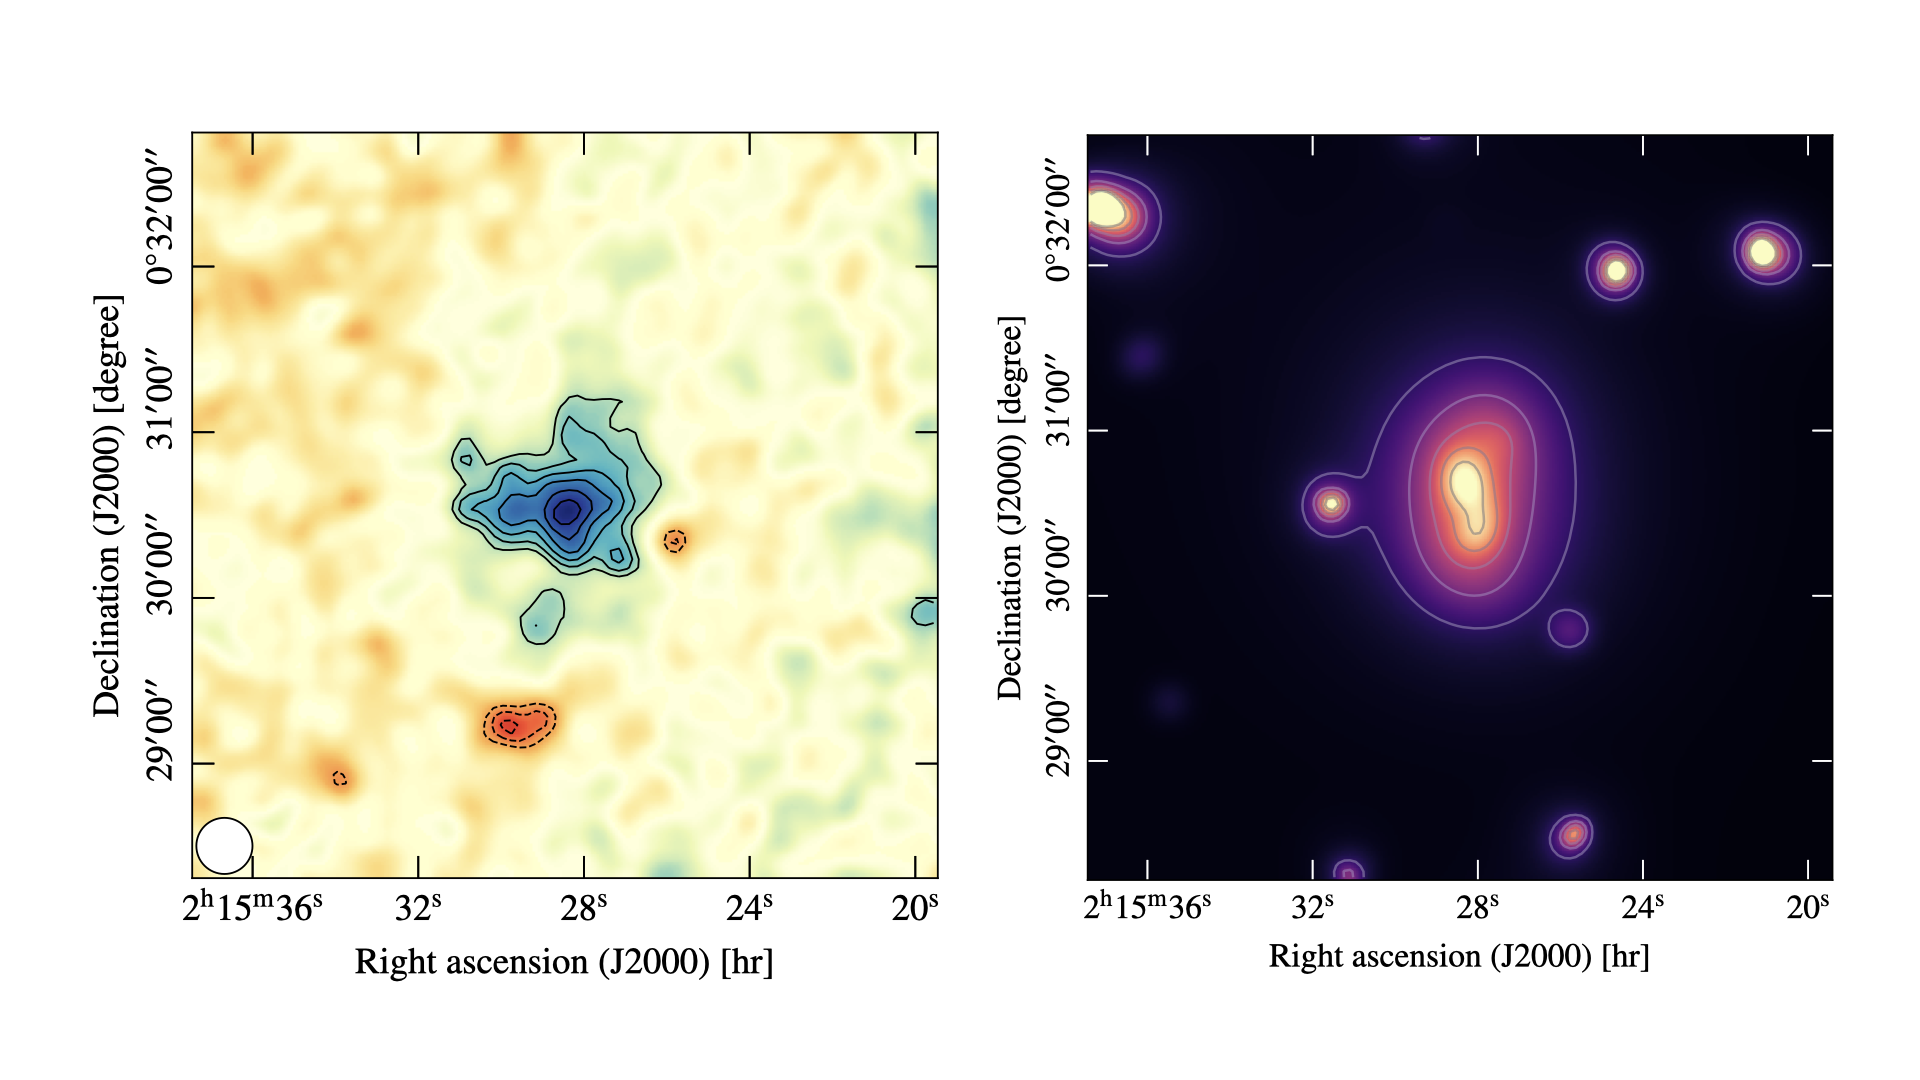 Declination (J2000) [degree]
0°32′00″
31′00″
30′00″
29′00″
2ʰ15ᵐ36ˢ 32ˢ 28ˢ 24ˢ 20ˢ
Right ascension (J2000) [hr]
Declination (J2000) [degree]
0°32′00″
31′00″
30′00″
29′00″
2ʰ15ᵐ36ˢ 32ˢ 28ˢ 24ˢ 20ˢ
Right ascension (J2000) [hr]